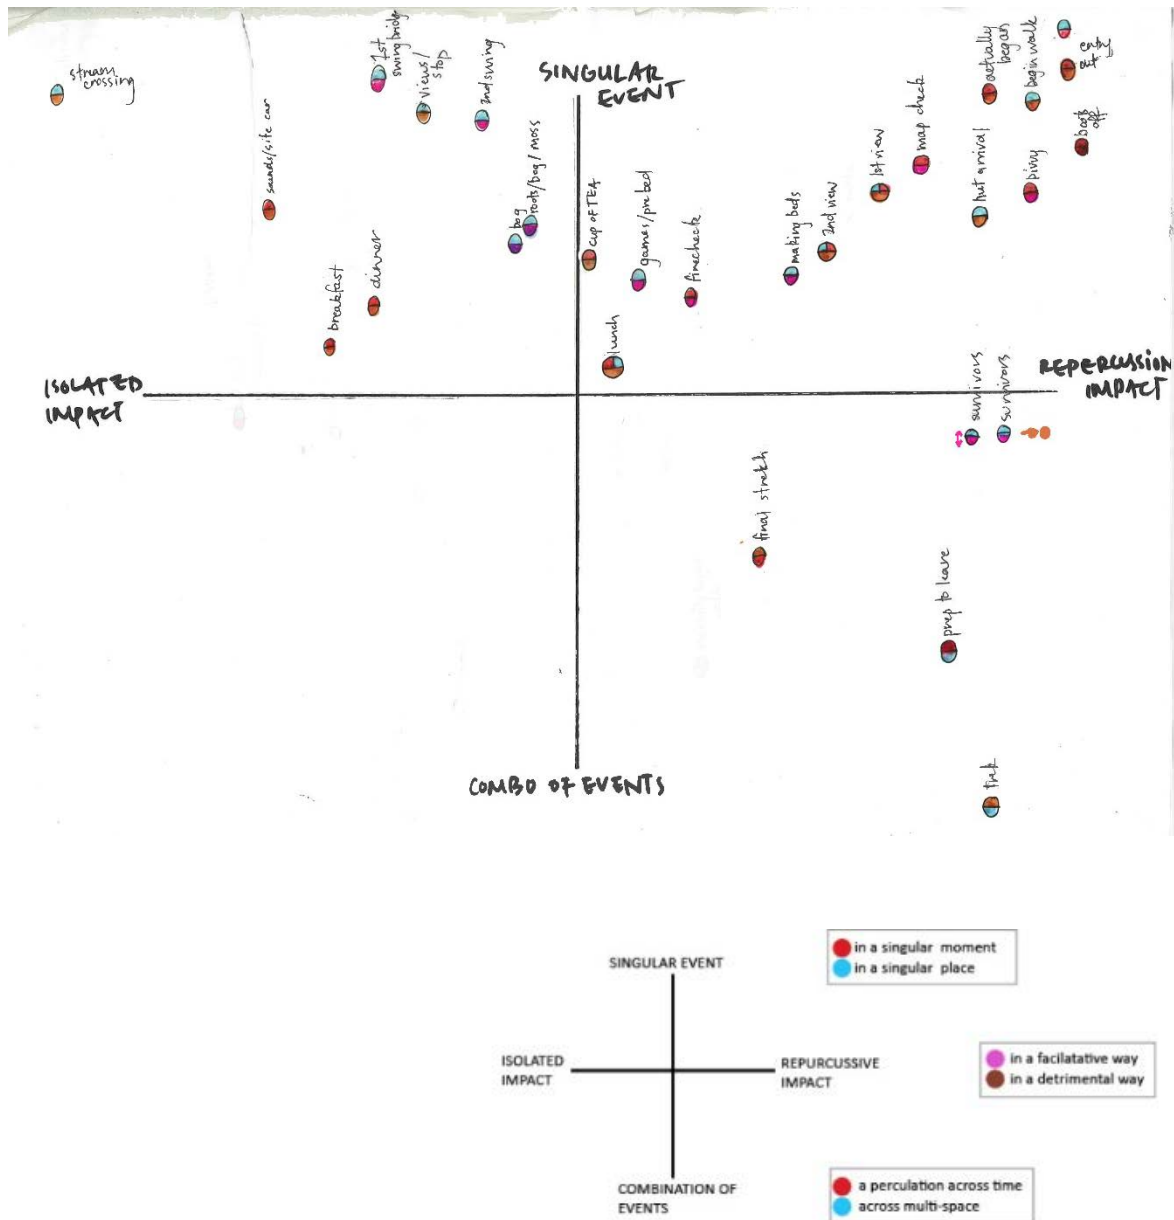 stream
crossing
sounds/site car
1st
swing bridge
views/
stop
2nd swing
SINGULAR
EVENT
actually
began
begin walk
entry
book
off
map check
1st view
hut arrival
pivvy
bog
roots/bog/moss
cup of TEA
games/pre bed
firecheck
making beds
2nd view
breakfast
dinner
lunch
ISOLATED
IMPACT
REPERCUSSION
IMPACT
survivors
survivors
final stretch
prep to leave
trek
COMBO OF EVENTS
SINGULAR EVENT
in a singular moment
in a singular place
ISOLATED
IMPACT
REPURCUSSIVE
IMPACT
in a facilatative way
in a detrimental way
COMBINATION OF
EVENTS
a perculation across time
across multi-space